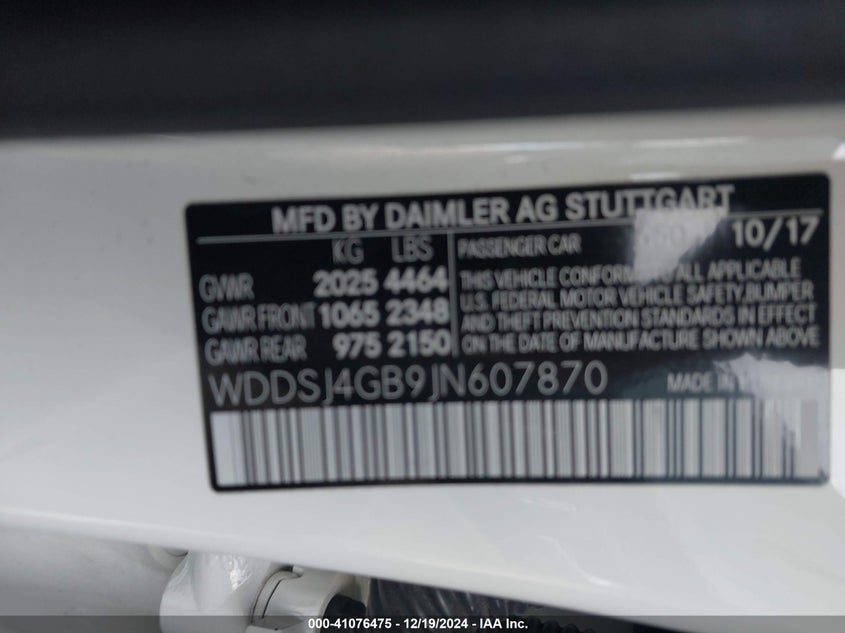 MFD BY DAIMLER AG STUTTGART
KG LBS PASSENGER CAR 10/17
GVWR 2025 4464 THIS VEHICLE CONFORMS TO ALL APPLICABLE
GAWR FRONT 1065 2348 U.S. FEDERAL MOTOR VEHICLE SAFETY, BUMPER
AND THEFT PREVENTION STANDARDS IN EFFECT
GAWR REAR 975 2150 ON THE DATE OF MANUFACTURE SHOWN ABOVE
WDDSJ4GB9JN607870 MADE
000-41076475 - 12/19/2024 - IAA Inc.